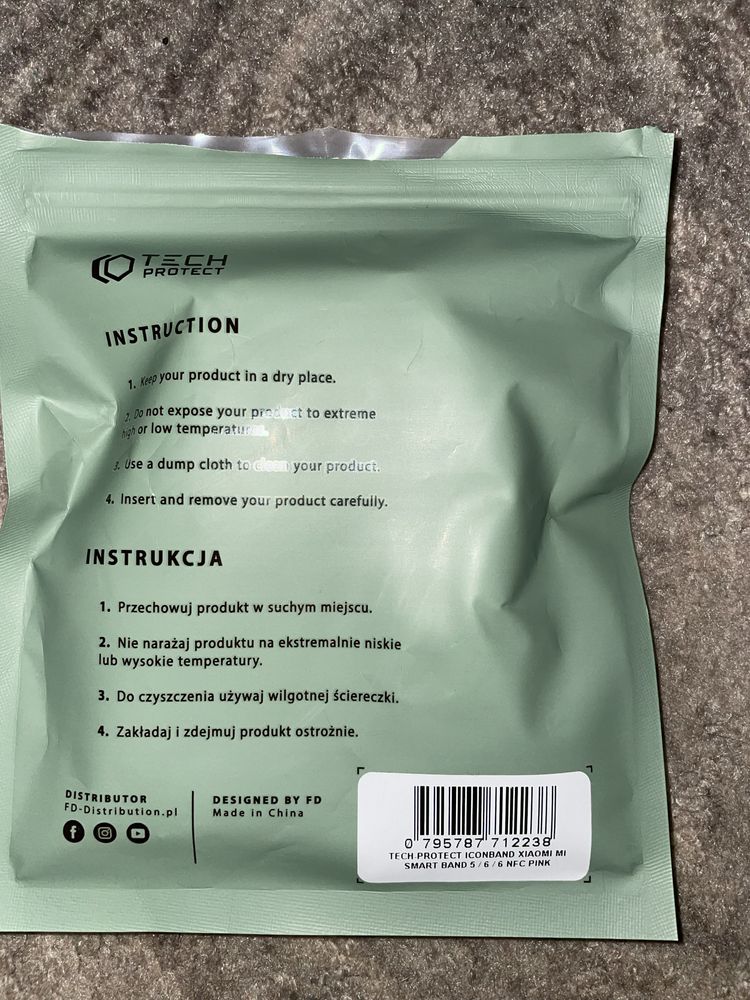 TECH
PROTECT
INSTRUCTION
1. Keep your product in a dry place.
2. Do not expose your product to extreme
high or low temperatures.
3. Use a dump cloth to clean your product.
4. Insert and remove your product carefully.
INSTRUKCJA
1. Przechowuj produkt w suchym miejscu.
2. Nie narażaj produktu na ekstremalnie niskie
lub wysokie temperatury.
3. Do czyszczenia używaj wilgotnej ściereczki.
4. Zakładaj i zdejmuj produkt ostrożnie.
DISTRIBUTOR
FD-Distribution.pl
DESIGNED BY FD
Made in China
0 795787 712238
TECH-PROTECT ICONBAND XIAOMI MI
SMART BAND 5 / 6 / 6 NFC PINK